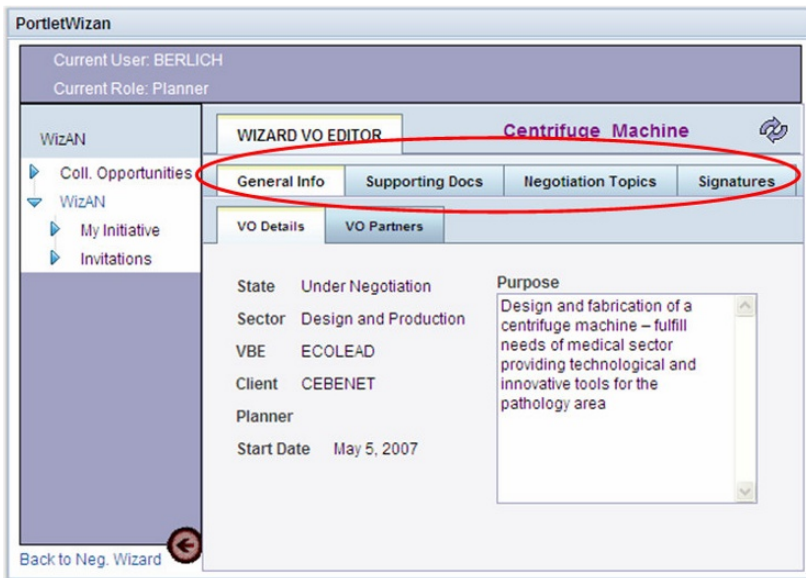 PortletWizan
Current User: BERLICH
Current Role: Planner
WizAN
Coll. Opportunities
WizAN
My Initiative
Invitations
Back to Neg. Wizard
WIZARD VO EDITOR
Centrifuge Machine
General Info
Supporting Docs
Negotiation Topics
Signatures
VO Details
VO Partners
State Under Negotiation
Sector Design and Production
VBE ECOLEAD
Client CEBENET
Planner
Start Date May 5, 2007
Purpose
Design and fabrication of a
centrifuge machine – fulfill
needs of medical sector
providing technological and
innovative tools for the
pathology area